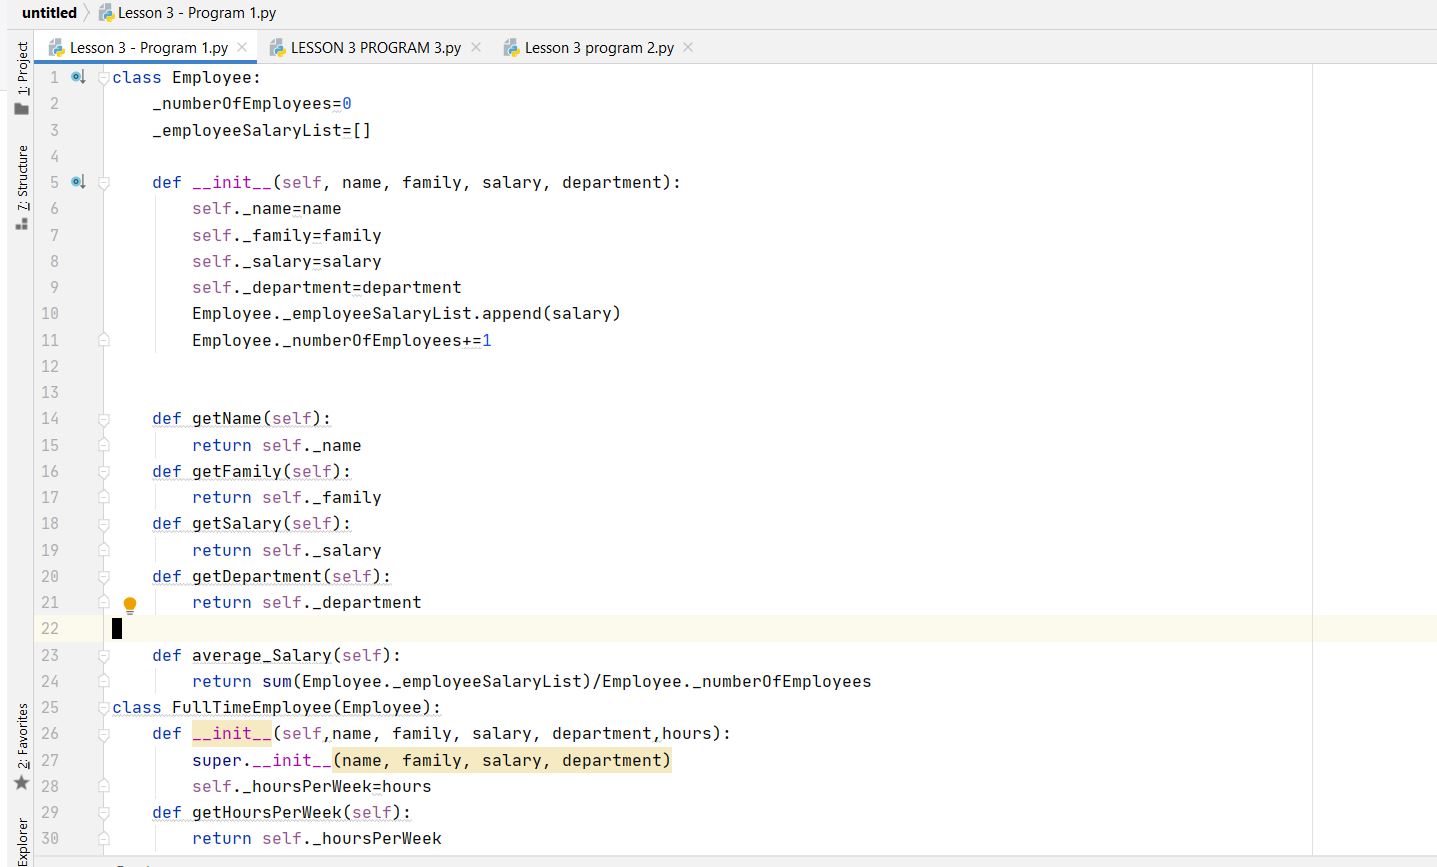 untitled Lesson 3 - Program 1.py
Lesson 3 - Program 1.py LESSON 3 PROGRAM 3.py Lesson 3 program 2.py
1: Project
7: Structure
2: Favorites
Explorer
1 class Employee:
2     _numberOfEmployees=0
3     _employeeSalaryList=[]
4
5     def __init__(self, name, family, salary, department):
6         self._name=name
7         self._family=family
8         self._salary=salary
9         self._department=department
10         Employee._employeeSalaryList.append(salary)
11         Employee._numberOfEmployees+=1
12
13
14     def getName(self):
15         return self._name
16     def getFamily(self):
17         return self._family
18     def getSalary(self):
19         return self._salary
20     def getDepartment(self):
21         return self._department
22
23     def average_Salary(self):
24         return sum(Employee._employeeSalaryList)/Employee._numberOfEmployees
25 class FullTimeEmployee(Employee):
26     def __init__(self,name, family, salary, department,hours):
27         super.__init__(name, family, salary, department)
28         self._hoursPerWeek=hours
29     def getHoursPerWeek(self):
30         return self._hoursPerWeek